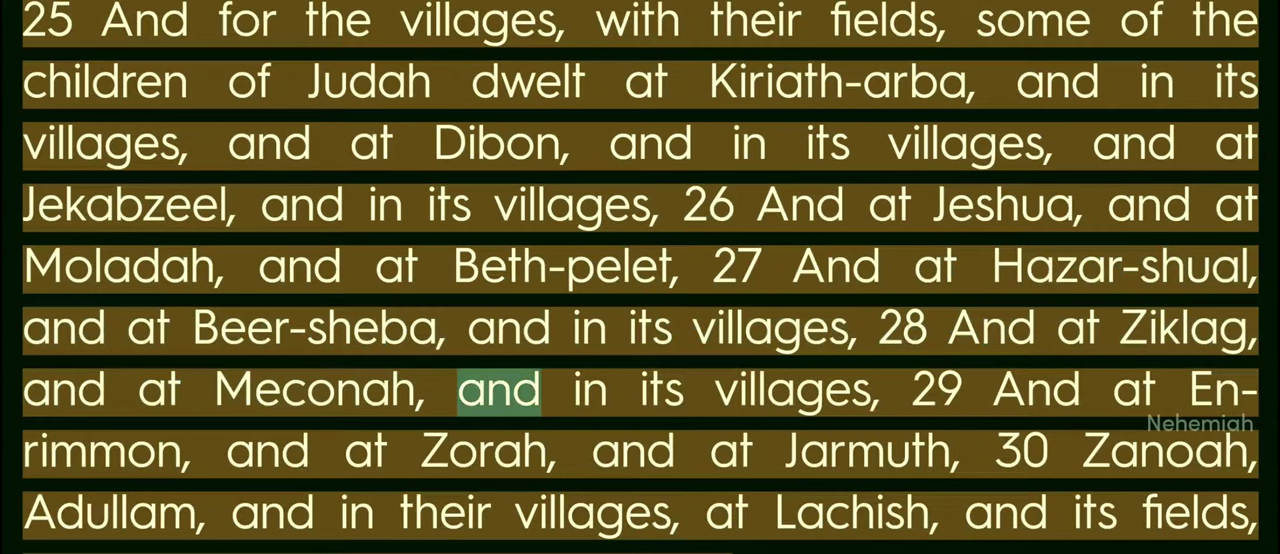 25 And for the villages, with their fields, some of the
children of Judah dwelt at Kiriath-arba, and in its
villages, and at Dibon, and in its villages, and at
Jekabzeel, and in its villages, 26 And at Jeshua, and at
Moladah, and at Beth-pelet, 27 And at Hazar-shual,
and at Beer-sheba, and in its villages, 28 And at Ziklag,
and at Meconah, and in its villages, 29 And at En-
Nehemiah
rimmon, and at Zorah, and at Jarmuth, 30 Zanoah,
Adullam, and in their villages, at Lachish, and its fields,